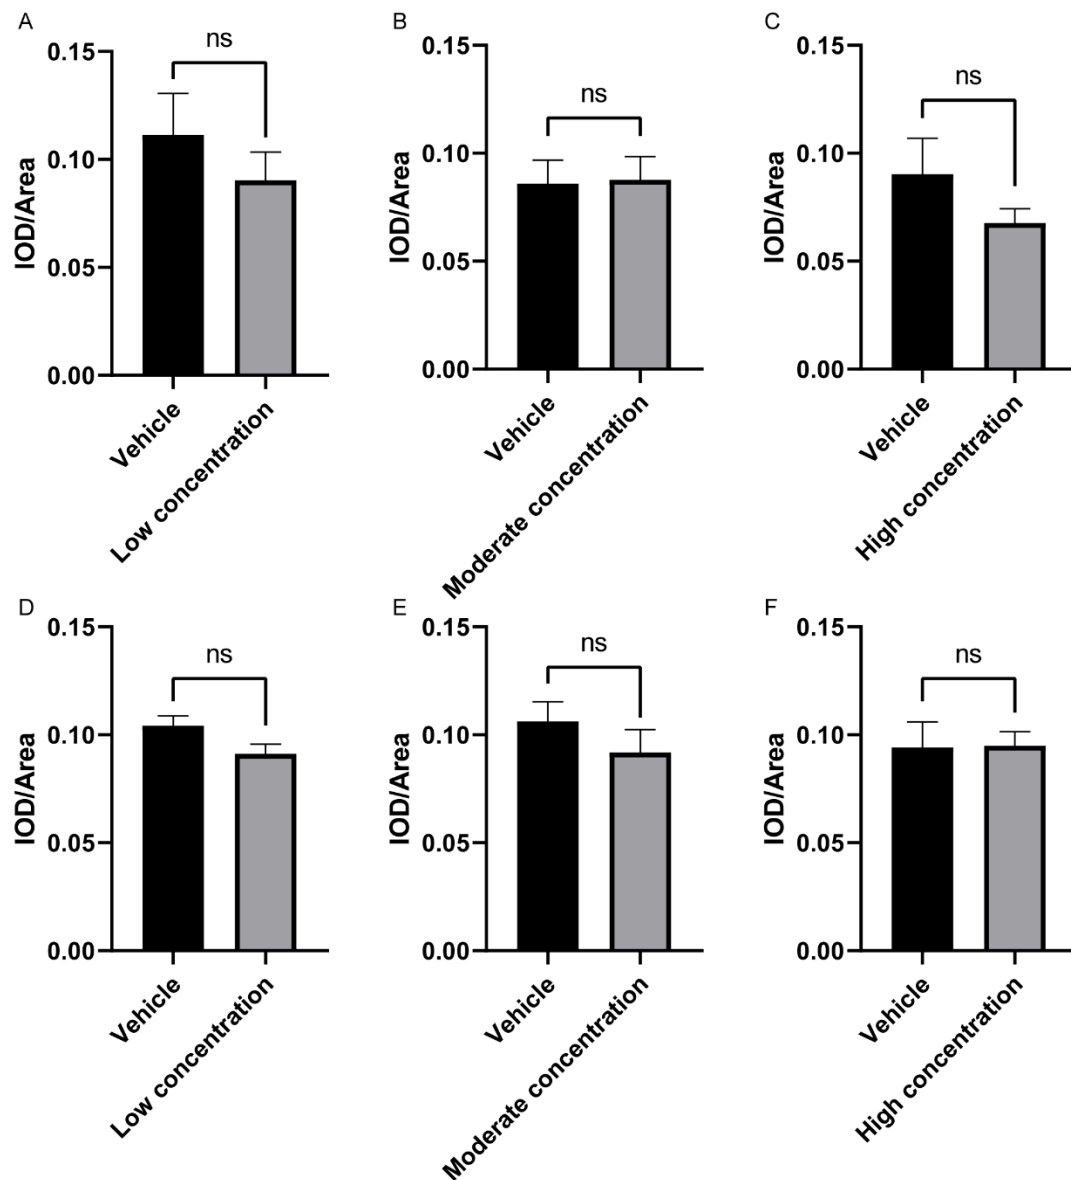 A
ns
0.15
0.10
0.05
0.00
IOD/Area
Vehicle
Low concentration
B
ns
0.15
0.10
0.05
0.00
IOD/Area
Vehicle
Moderate concentration
C
ns
0.15
0.10
0.05
0.00
IOD/Area
Vehicle
High concentration
D
ns
0.15
0.10
0.05
0.00
IOD/Area
Vehicle
Low concentration
E
ns
0.15
0.10
0.05
0.00
IOD/Area
Vehicle
Moderate concentration
F
ns
0.15
0.10
0.05
0.00
IOD/Area
Vehicle
High concentration